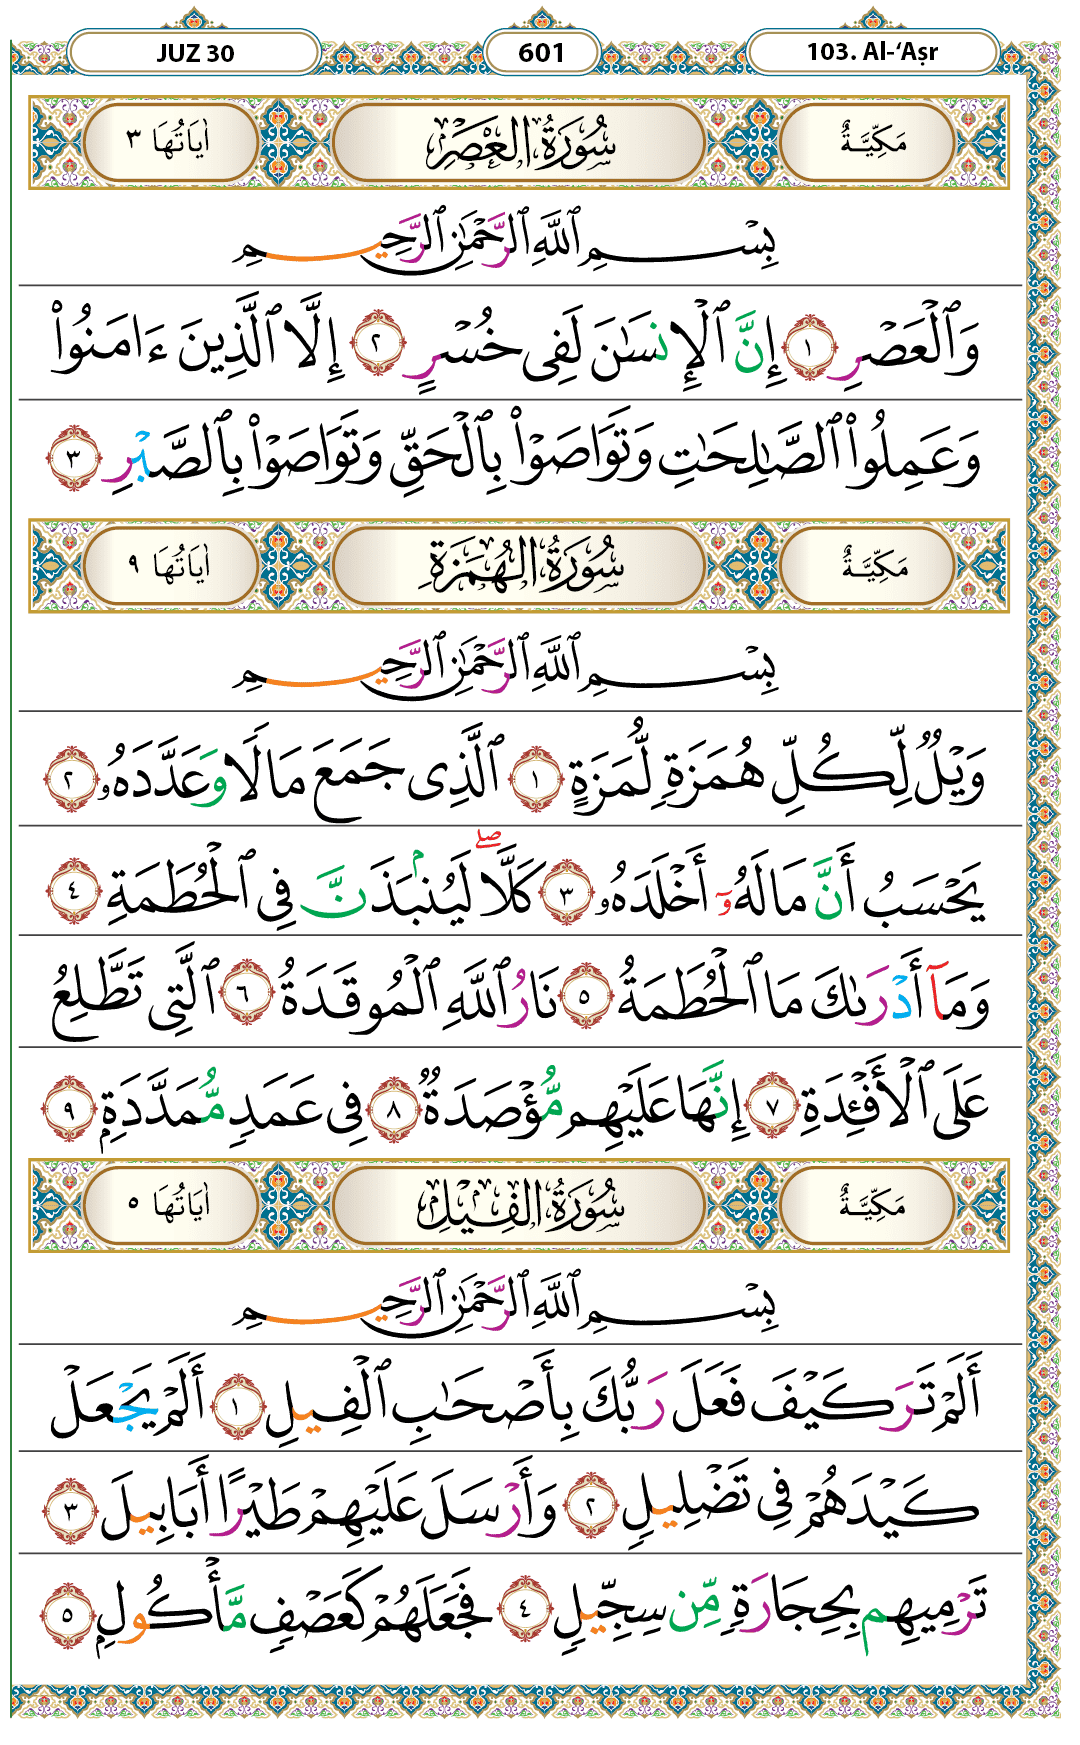 JUZ 30 601 103. Al-‘Aṣr
مَكِّيَّةٌ سُورَةُ الْعَصْرِ اٰيَاتُهَا ٣
بِسْمِ ٱللَّهِ ٱلرَّحْمَٰنِ ٱلرَّحِيمِ
وَٱلْعَصْرِ ١ إِنَّ ٱلْإِنسَٰنَ لَفِى خُسْرٍ ٢ إِلَّا ٱلَّذِينَ ءَامَنُوا۟
وَعَمِلُوا۟ ٱلصَّٰلِحَٰتِ وَتَوَاصَوْا۟ بِٱلْحَقِّ وَتَوَاصَوْا۟ بِٱلصَّبْرِ ٣
مَكِّيَّةٌ سُورَةُ الْهُمَزَةِ اٰيَاتُهَا ٩
بِسْمِ ٱللَّهِ ٱلرَّحْمَٰنِ ٱلرَّحِيمِ
وَيْلٌ لِّكُلِّ هُمَزَةٍ لُّمَزَةٍ ١ ٱلَّذِى جَمَعَ مَالًا وَعَدَّدَهُۥ ٢
يَحْسَبُ أَنَّ مَالَهُۥٓ أَخْلَدَهُۥ ٣ كَلَّا ۖ لَيُنۢبَذَنَّ فِى ٱلْحُطَمَةِ ٤
وَمَآ أَدْرَىٰكَ مَا ٱلْحُطَمَةُ ٥ نَارُ ٱللَّهِ ٱلْمُوقَدَةُ ٦ ٱلَّتِى تَطَّلِعُ
عَلَى ٱلْأَفْـِٔدَةِ ٧ إِنَّهَا عَلَيْهِم مُّؤْصَدَةٌ ٨ فِى عَمَدٍ مُّمَدَّدَةٍۭ ٩
مَكِّيَّةٌ سُورَةُ الْفِيْلِ اٰيَاتُهَا ٥
بِسْمِ ٱللَّهِ ٱلرَّحْمَٰنِ ٱلرَّحِيمِ
أَلَمْ تَرَ كَيْفَ فَعَلَ رَبُّكَ بِأَصْحَٰبِ ٱلْفِيلِ ١ أَلَمْ يَجْعَلْ
كَيْدَهُمْ فِى تَضْلِيلٍ ٢ وَأَرْسَلَ عَلَيْهِمْ طَيْرًا أَبَابِيلَ ٣
تَرْمِيهِم بِحِجَارَةٍ مِّن سِجِّيلٍ ٤ فَجَعَلَهُمْ كَعَصْفٍ مَّأْكُولٍۭ ٥